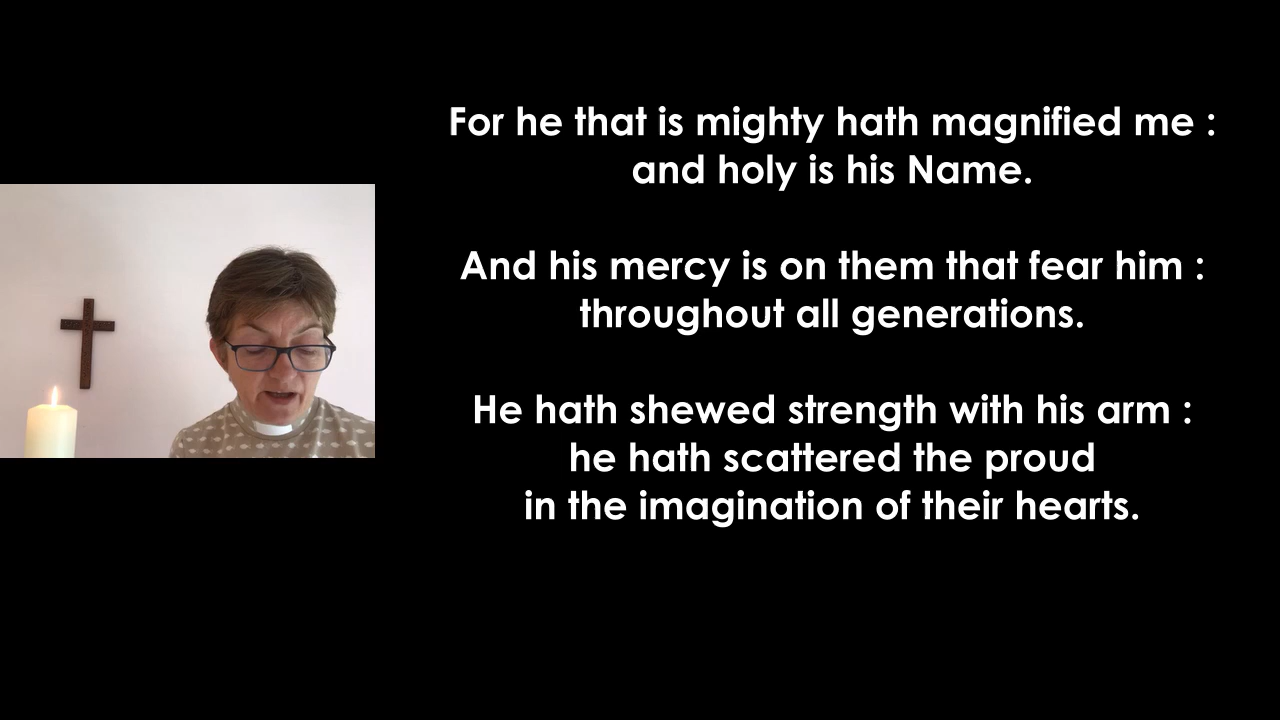 For he that is mighty hath magnified me :
and holy is his Name.
And his mercy is on them that fear him :
throughout all generations.
He hath shewed strength with his arm :
he hath scattered the proud
in the imagination of their hearts.